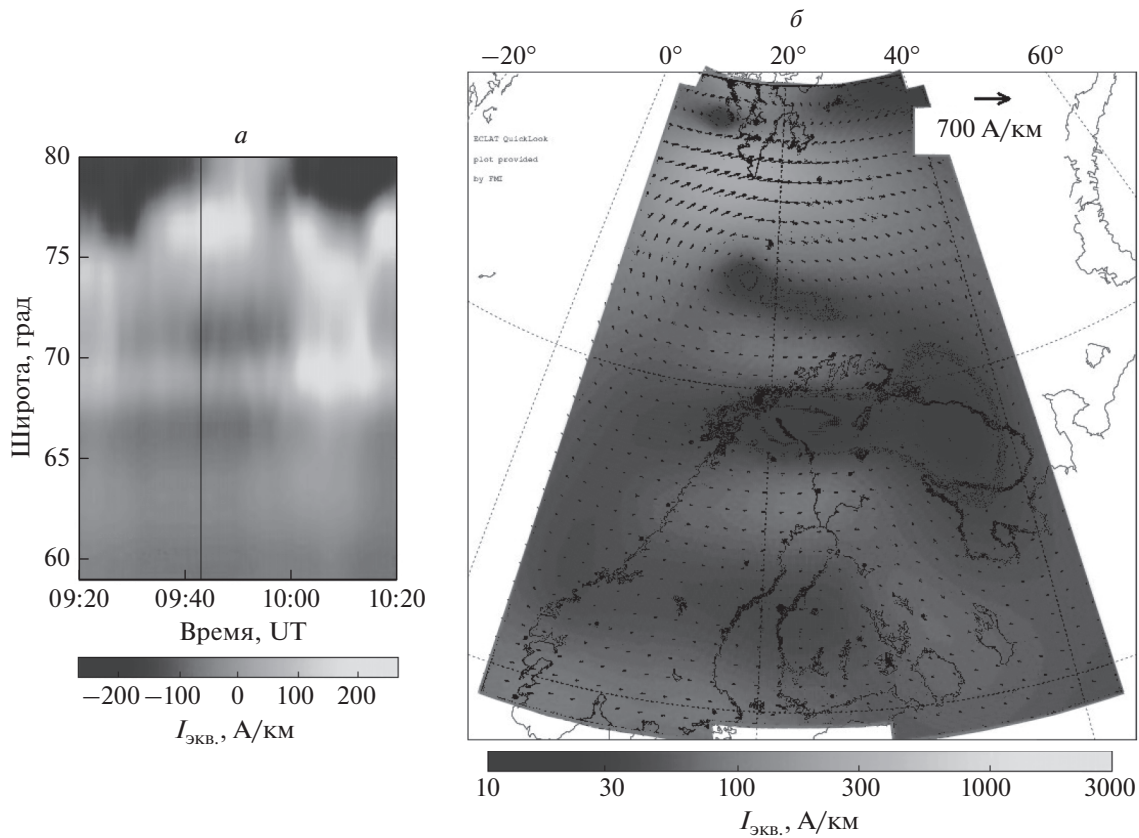 а
80
75
70
65
60
Широта, град
09:20 09:40 10:00 10:20
Время, UT
−200 −100 0 100 200
Iэкв., А/км
б
−20° 0° 20° 40° 60°
700 А/км
ECLAT QuickLook
plot provided
by FMI
10 30 100 300 1000 3000
Iэкв., А/км